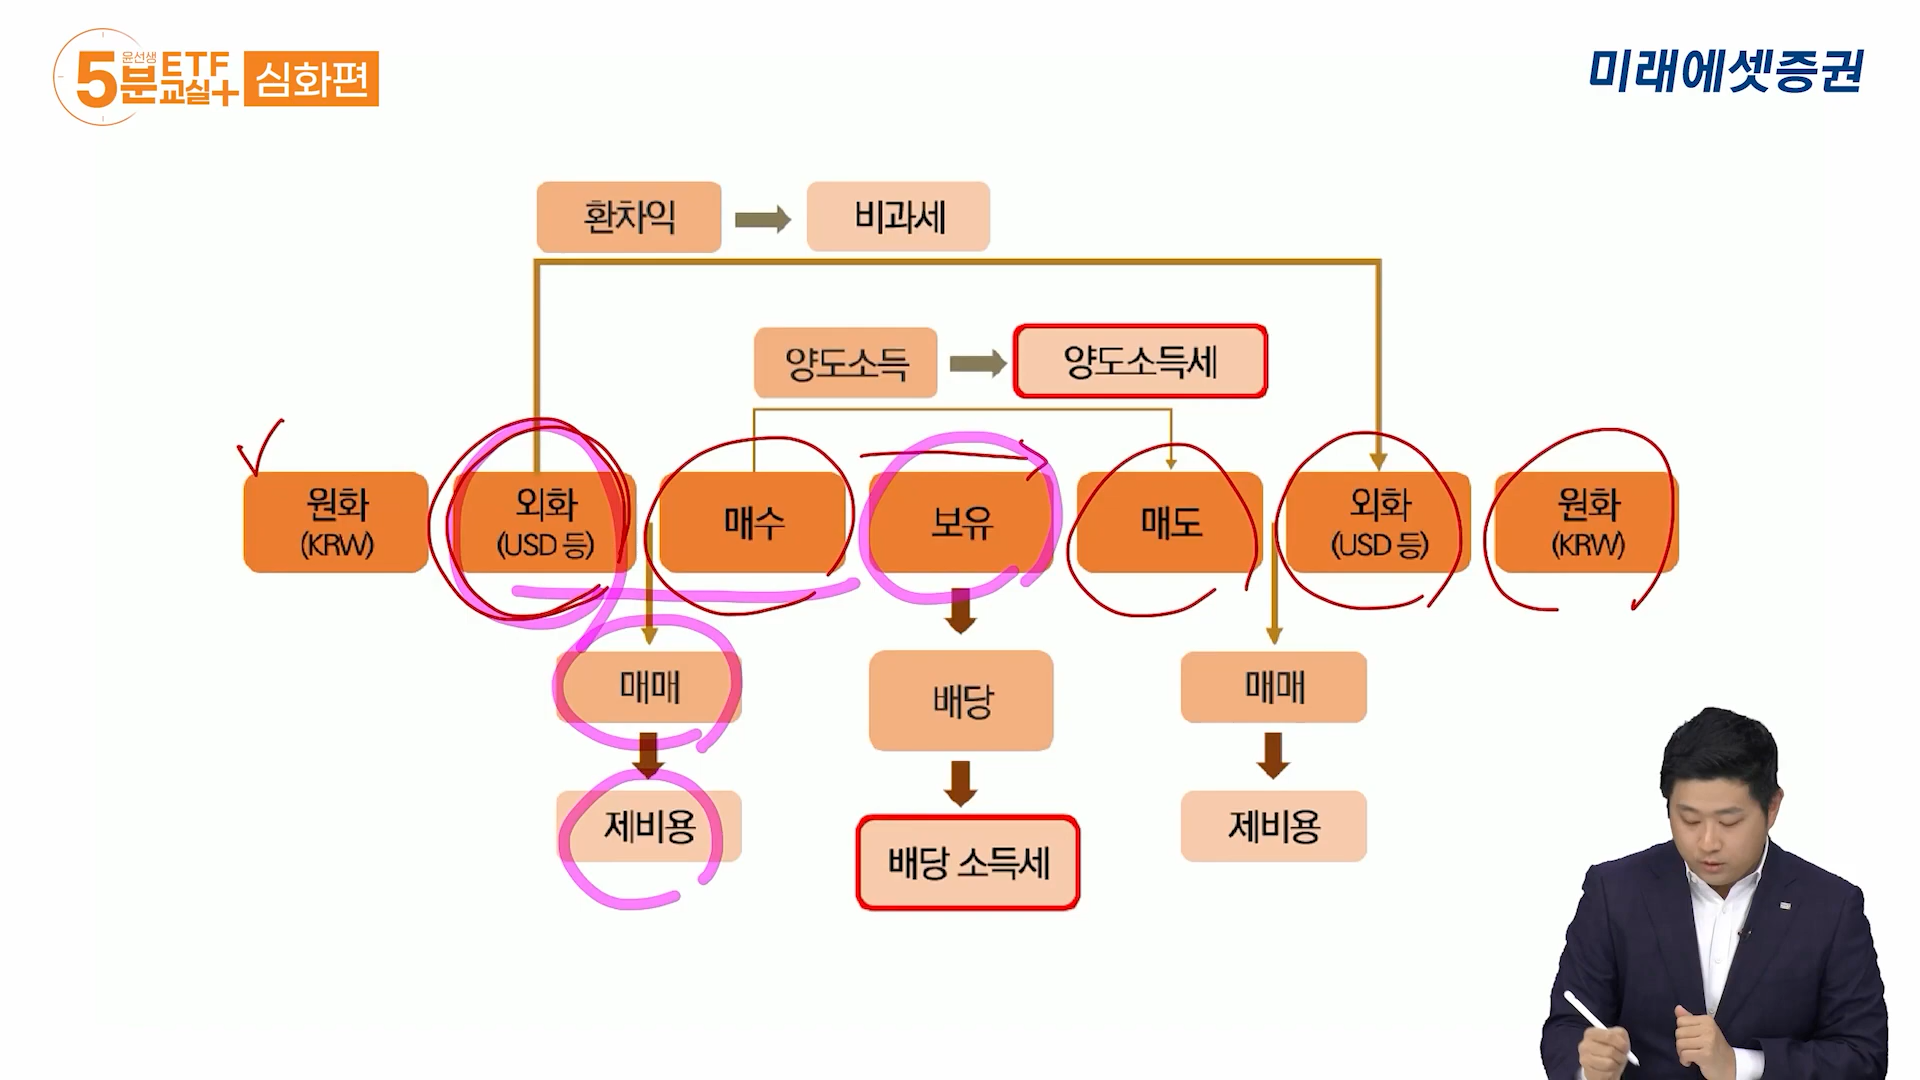 5분
윤선생
ETF
교실+
심화편
미래에셋증권
환차익
비과세
양도소득
양도소득세
원화
(KRW)
외화
(USD 등)
매수
보유
매도
외화
(USD 등)
원화
(KRW)
매매
배당
매매
제비용
배당 소득세
제비용